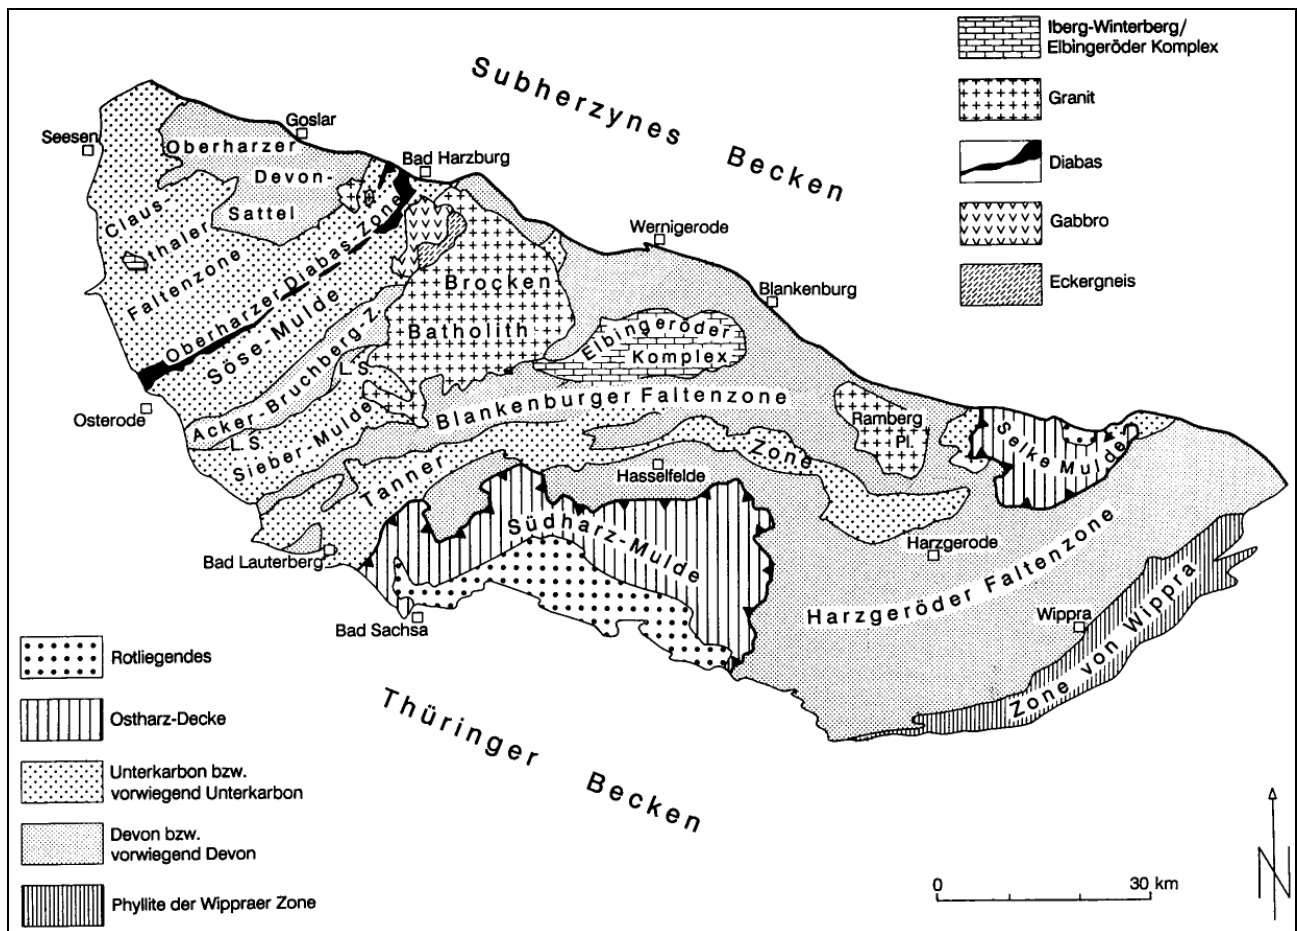 Iberg-Winterberg/
Elbingeröder Komplex
Granit
Diabas
Gabbro
Eckergneis
Subherzynes Becken
Seesen
Goslar
Bad Harzburg
Wernigerode
Blankenburg
Oberharzer
Devon-
Sattel
Claus
thaler
Faltenzone
Oberharzer Diabas-Zone
Söse-Mulde
Acker-Bruchberg-Z.
L.S.
L.S.
Sieber-Mulde
Brocken
Batholith
Elbingeröder
Komplex
Blankenburger Faltenzone
Ramberg
Pl.
Selke Mulde
Osterode
Tanner
Zone
Hasselfelde
Südharz-Mulde
Harzgerode
Harzgeröder Faltenzone
Bad Lauterberg
Bad Sachsa
Wippra
Zone von Wippra
Thüringer Becken
Rotliegendes
Ostharz-Decke
Unterkarbon bzw.
vorwiegend Unterkarbon
Devon bzw.
vorwiegend Devon
Phyllite der Wippraer Zone
0 30 km
N